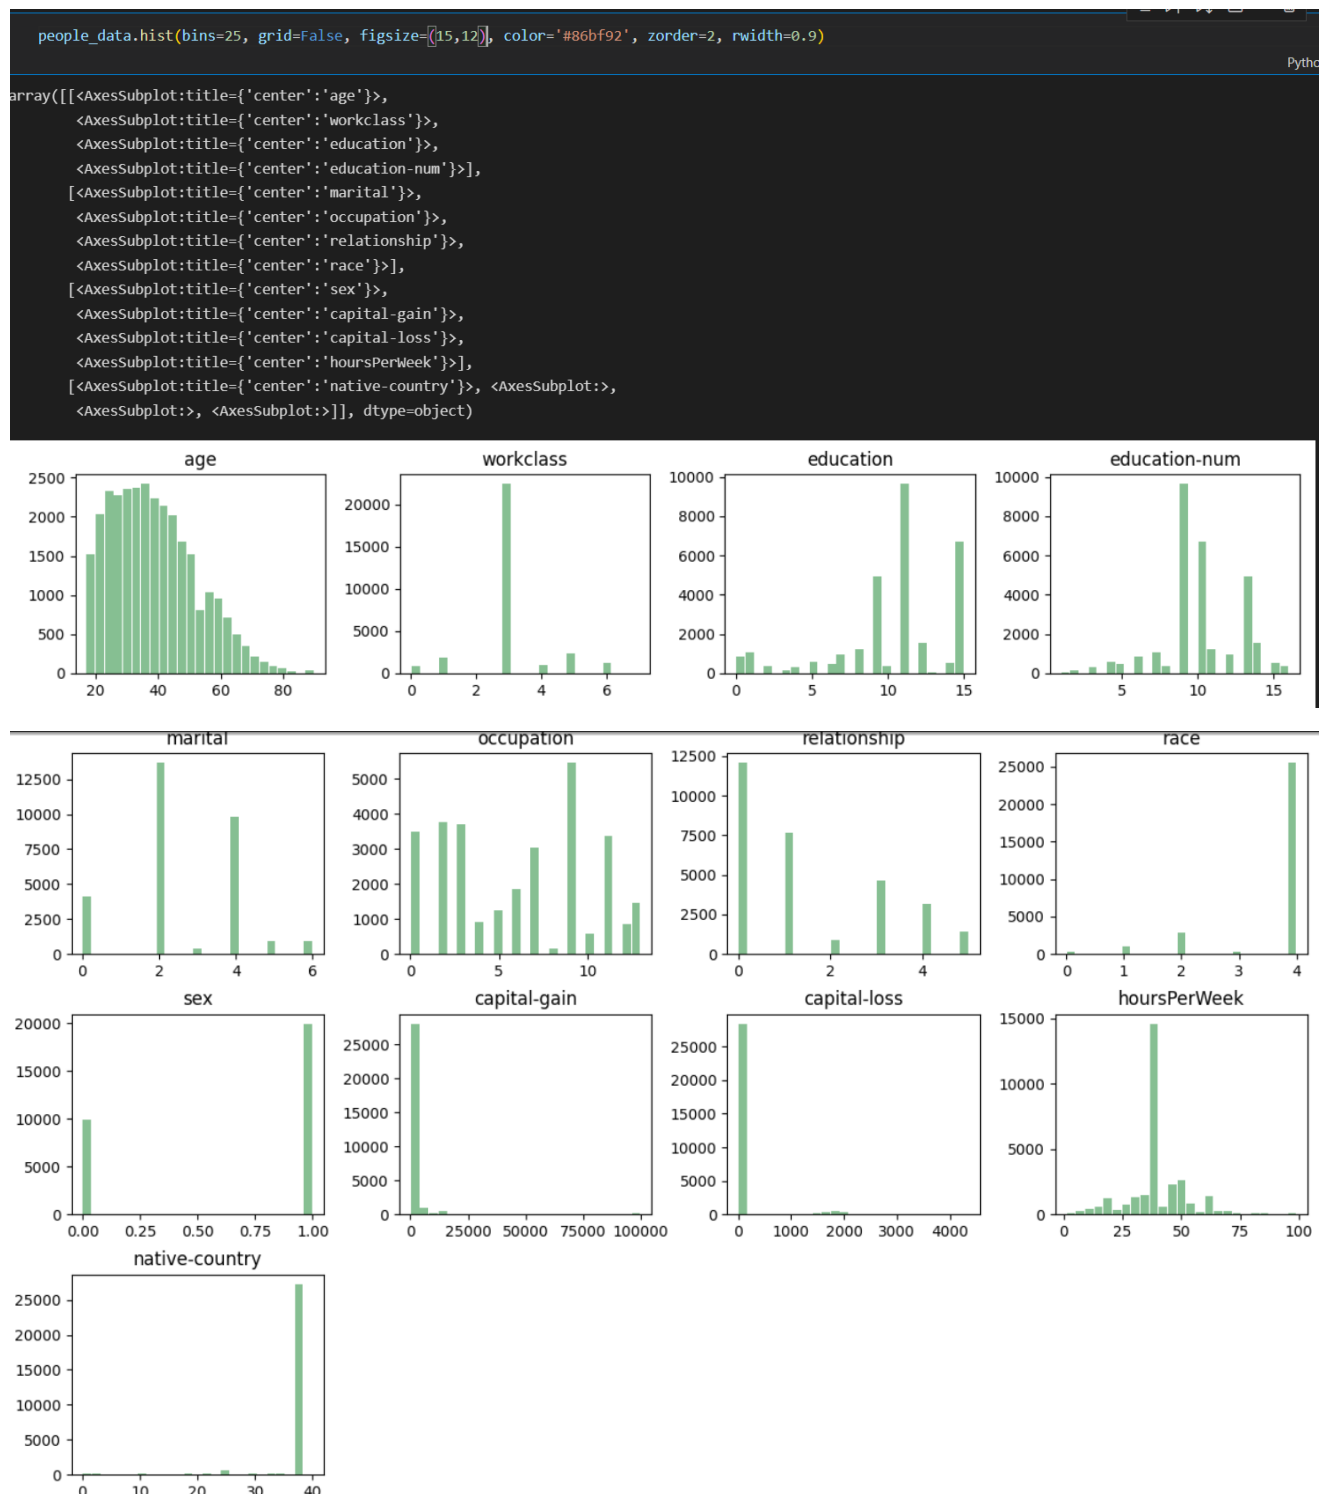 people_data.hist(bins=25, grid=False, figsize=(15,12), color='#86bf92', zorder=2, rwidth=0.9)
array([[<AxesSubplot:title={'center':'age'}>,
<AxesSubplot:title={'center':'workclass'}>,
<AxesSubplot:title={'center':'education'}>,
<AxesSubplot:title={'center':'education-num'}>],
[<AxesSubplot:title={'center':'marital'}>,
<AxesSubplot:title={'center':'occupation'}>,
<AxesSubplot:title={'center':'relationship'}>,
<AxesSubplot:title={'center':'race'}>],
[<AxesSubplot:title={'center':'sex'}>,
<AxesSubplot:title={'center':'capital-gain'}>,
<AxesSubplot:title={'center':'capital-loss'}>,
<AxesSubplot:title={'center':'hoursPerWeek'}>],
[<AxesSubplot:title={'center':'native-country'}>, <AxesSubplot:>,
<AxesSubplot:>, <AxesSubplot:>]], dtype=object)
age
2500
2000
1500
1000
500
0
20 40 60 80
workclass
20000
15000
10000
5000
0
0 2 4 6
education
10000
8000
6000
4000
2000
0
0 5 10 15
education-num
10000
8000
6000
4000
2000
0
5 10 15
marital
12500
10000
7500
5000
2500
0
0 2 4 6
occupation
5000
4000
3000
2000
1000
0
0 5 10
relationship
12500
10000
7500
5000
2500
0
0 2 4
race
25000
20000
15000
10000
5000
0
0 1 2 3 4
sex
20000
15000
10000
5000
0
0.00 0.25 0.50 0.75 1.00
capital-gain
25000
20000
15000
10000
5000
0
0 25000 50000 75000 100000
capital-loss
25000
20000
15000
10000
5000
0
0 1000 2000 3000 4000
hoursPerWeek
15000
10000
5000
0
0 25 50 75 100
native-country
25000
20000
15000
10000
5000
0
0 10 20 30 40